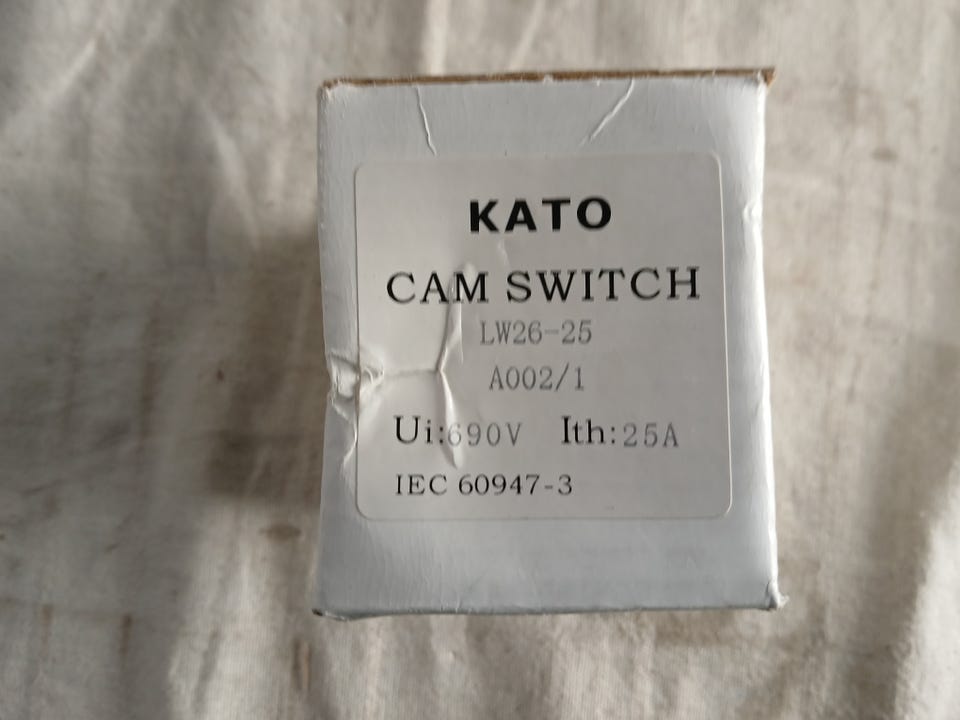 KATO
CAM SWITCH
LW26-25
A002/1
Ui:690V Ith:25A
IEC 60947-3